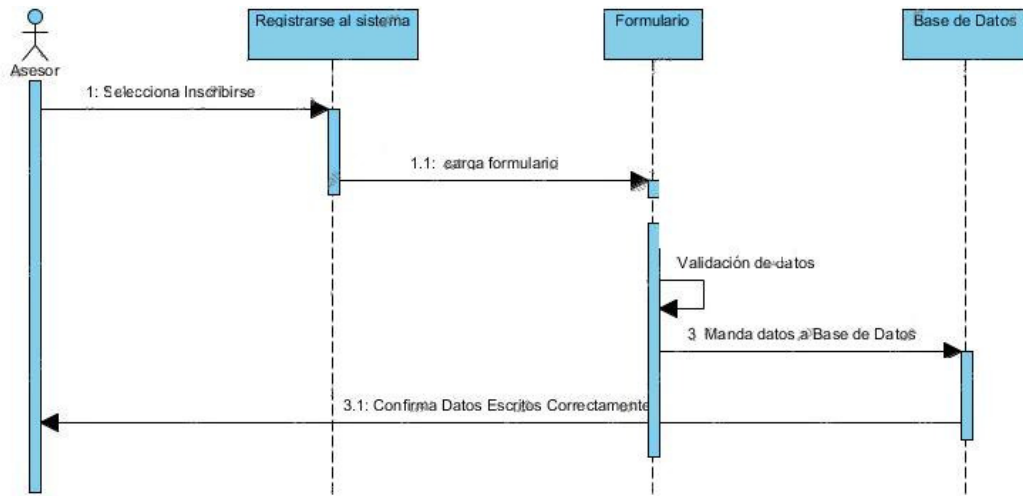 Registrarse al sistema
Formulario
Base de Datos
Asesor
1: Selecciona Inscribirse
1.1: carga formulario
Validación de datos
3 Manda datos a Base de Datos
3.1: Confirma Datos Escritos Correctamente